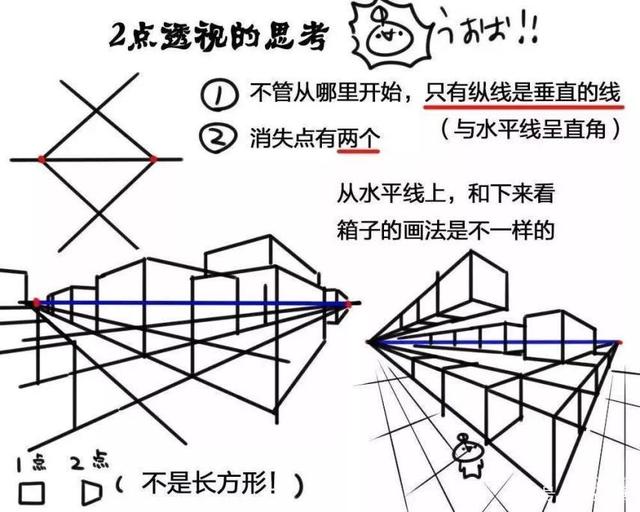 2点透视的思考
うおお!!
① 不管从哪里开始，只有纵线是垂直的线
（与水平线呈直角）
② 消失点有两个
从水平线上，和下来看
箱子的画法是不一样的
1点 2点
（不是长方形！）